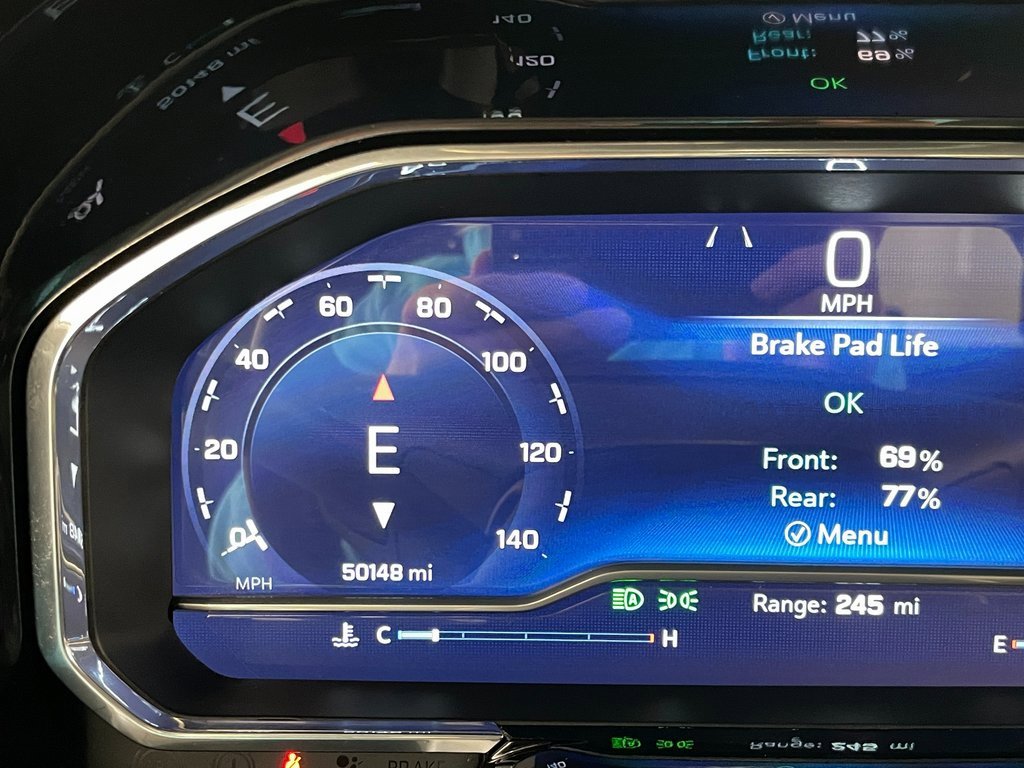 0
MPH
Brake Pad Life
OK
Front: 69%
Rear: 77%
Menu
60 80
40 100
20 E 120
0 140
MPH 50148 mi
A
Range: 245 mi
C H
E
BRAKE